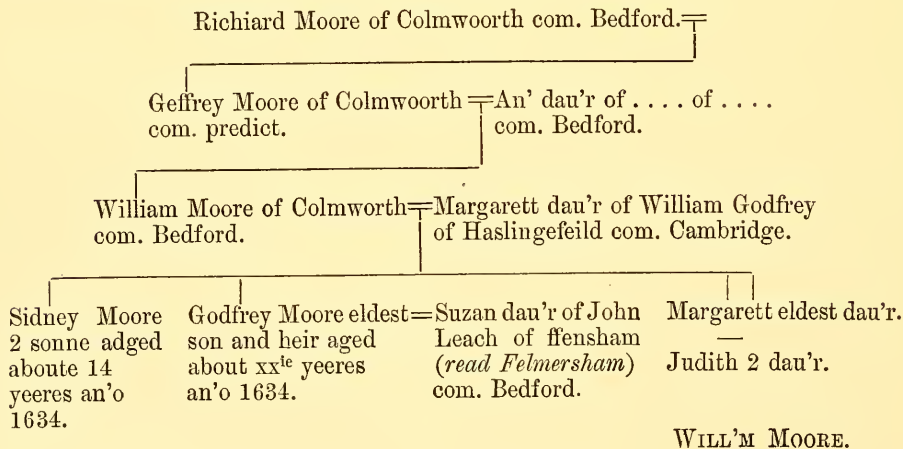 Richiard Moore of Colmwoorth com. Bedford.
Geffrey Moore of Colmwoorth = An' dau'r of . . . . of . . . .
com. predict.
com. Bedford.
William Moore of Colmworth = Margarett dau'r of William Godfrey
com. Bedford.
of Haslingefeild com. Cambridge.
Sidney Moore
2 sonne adged
aboute 14
yeeres an'o
1634.
Godfrey Moore eldest =
son and heir aged
about xxᵗᵉ yeeres
an'o 1634.
Suzan dau'r of John
Leach of ffensham
(read Felmersham)
com. Bedford.
Margarett eldest dau'r.
—
Judith 2 dau'r.
WILL'M MOORE.